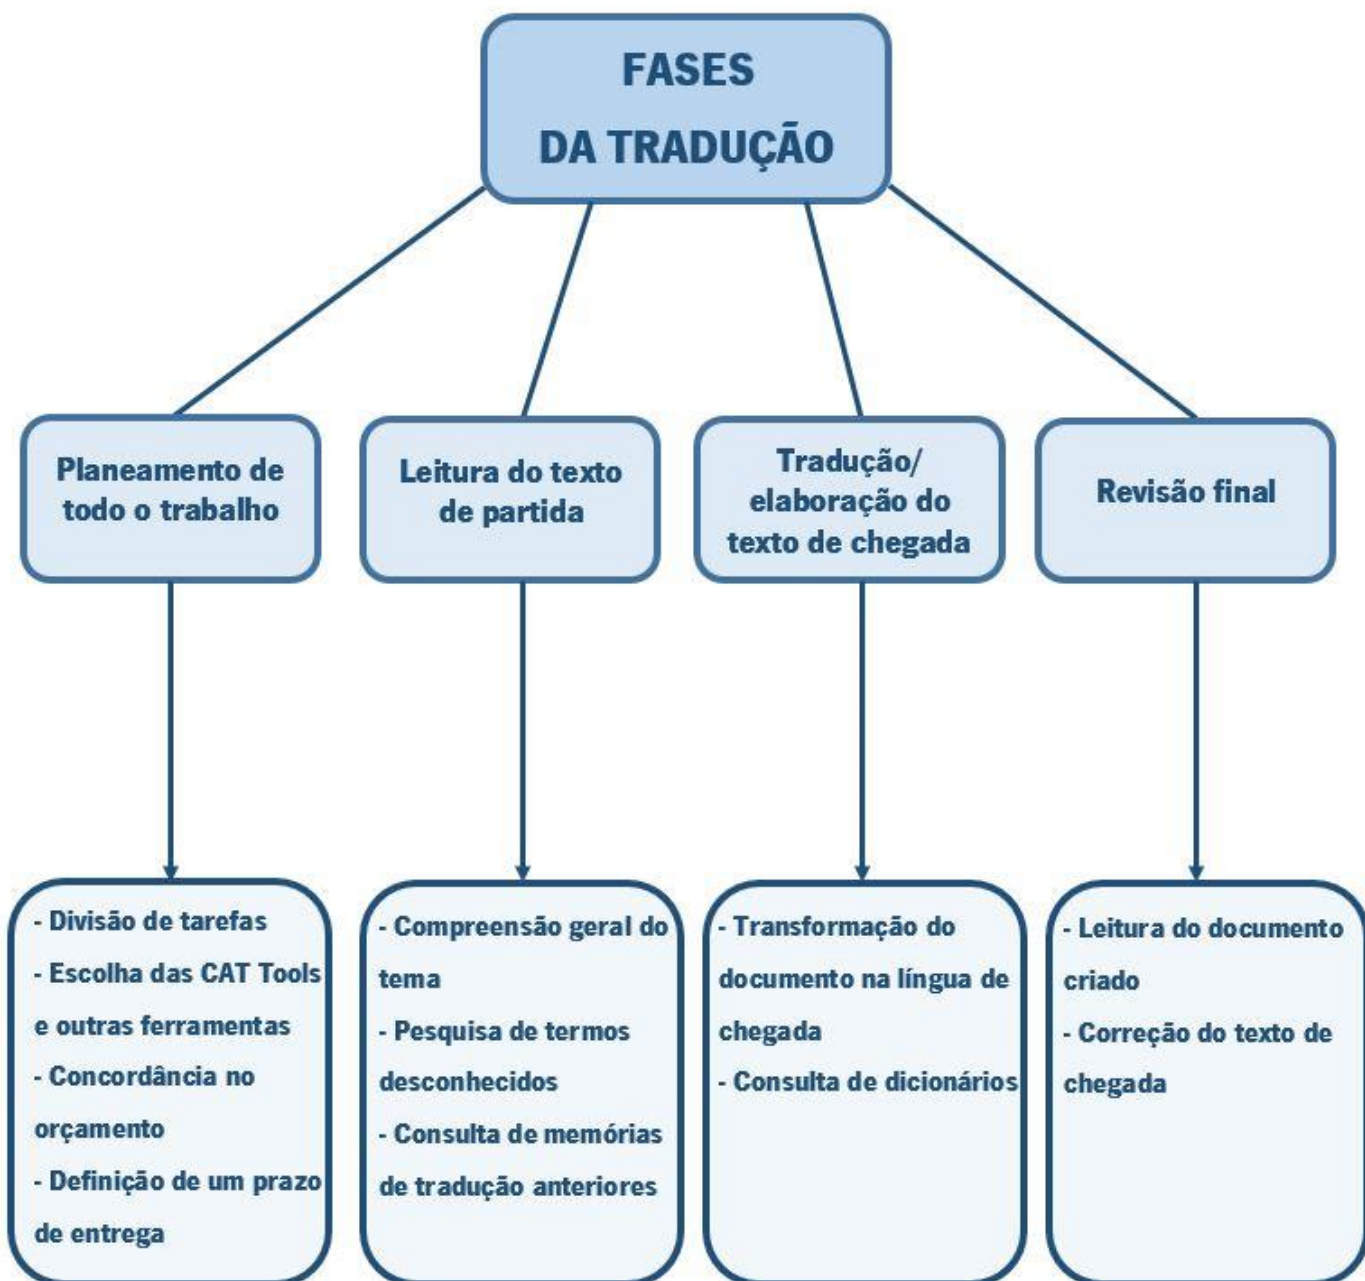 FASES
DA TRADUÇÃO
Planeamento de
todo o trabalho
Leitura do texto
de partida
Tradução/
elaboração do
texto de chegada
Revisão final
- Divisão de tarefas
- Escolha das CAT Tools
e outras ferramentas
- Concordância no
orçamento
- Definição de um prazo
de entrega
- Compreensão geral do
tema
- Pesquisa de termos
desconhecidos
- Consulta de memórias
de tradução anteriores
- Transformação do
documento na língua de
chegada
- Consulta de dicionários
- Leitura do documento
criado
- Correção do texto de
chegada